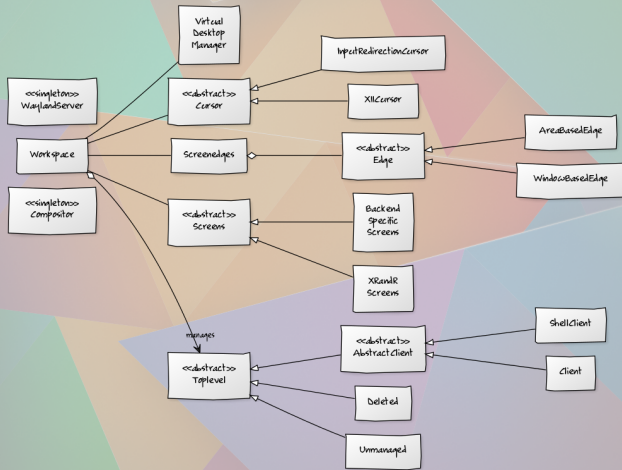 Virtual
Desktop
Manager
InputRedirectionCursor
<<singleton>>
WaylandServer
<<abstract>>
Cursor
X11Cursor
AreaBasedEdge
Workspace
Screenedges
<<abstract>>
Edge
WindowBasedEdge
<<singleton>>
Compositor
<<abstract>>
Screens
Backend
Specific
Screens
XRandR
Screens
manages
<<abstract>>
Toplevel
<<abstract>>
AbstractClient
ShellClient
Client
Deleted
Unmanaged